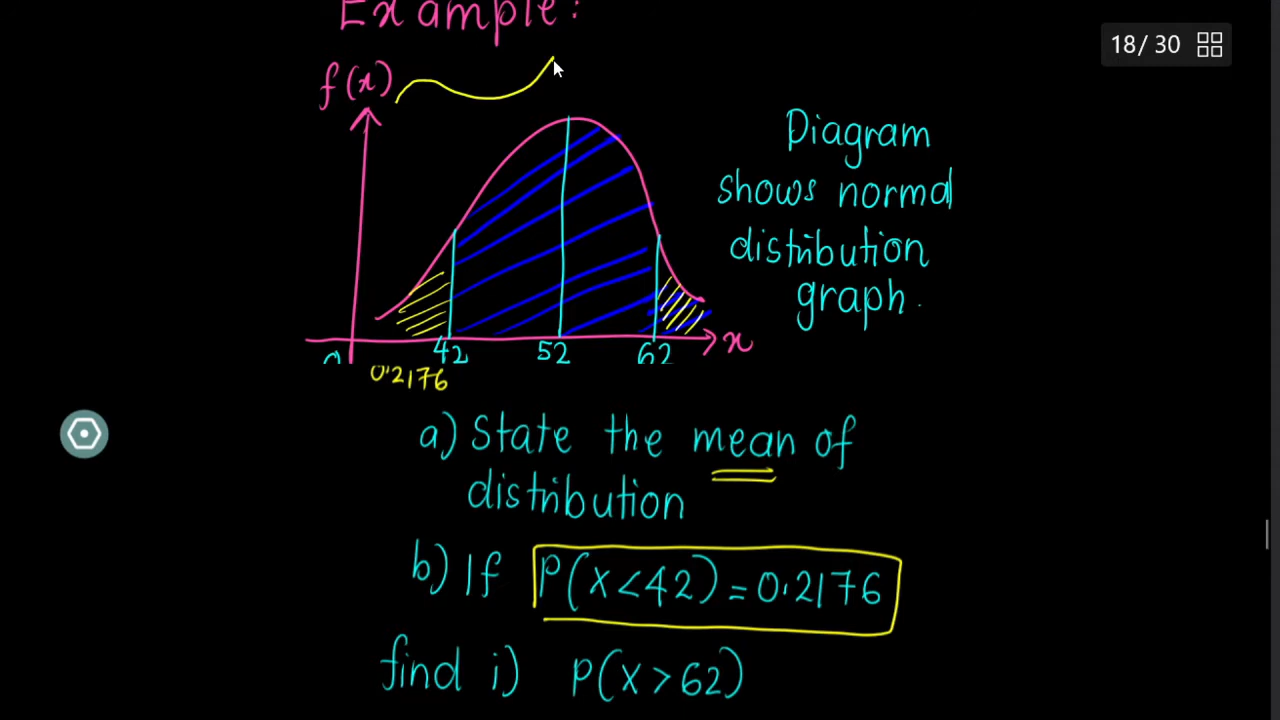 Example:
18/ 30
f(x)
Diagram
shows normal
distribution
graph.
0 42 52 62 x
0.2176
a) State the mean of
distribution
b) If P(X<42)=0.2176
find i) P(X>62)